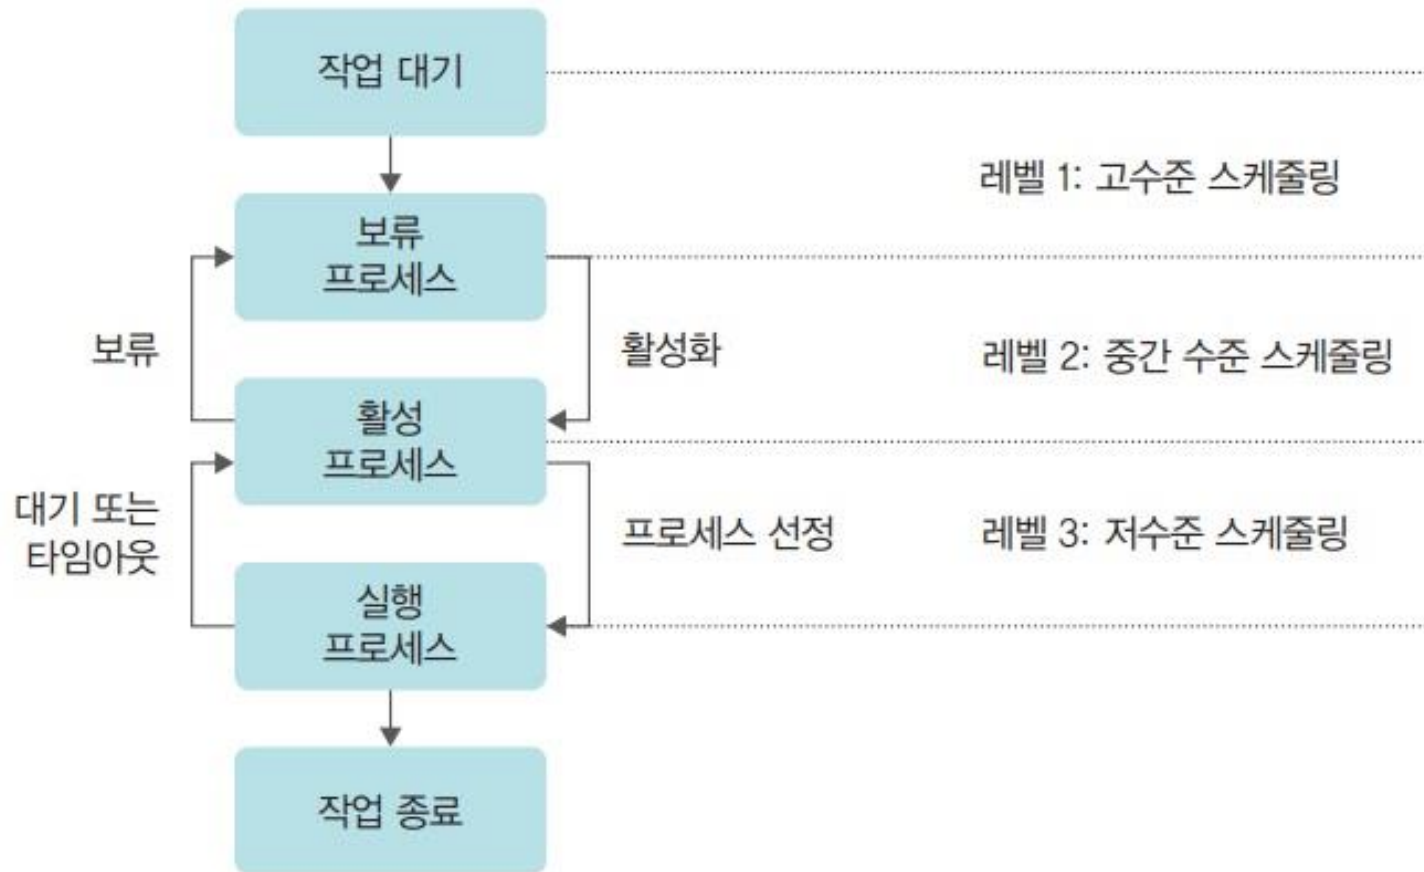 작업 대기
레벨 1: 고수준 스케줄링
보류
프로세스
보류
활성화
레벨 2: 중간 수준 스케줄링
활성
프로세스
대기 또는
타임아웃
프로세스 선정
레벨 3: 저수준 스케줄링
실행
프로세스
작업 종료